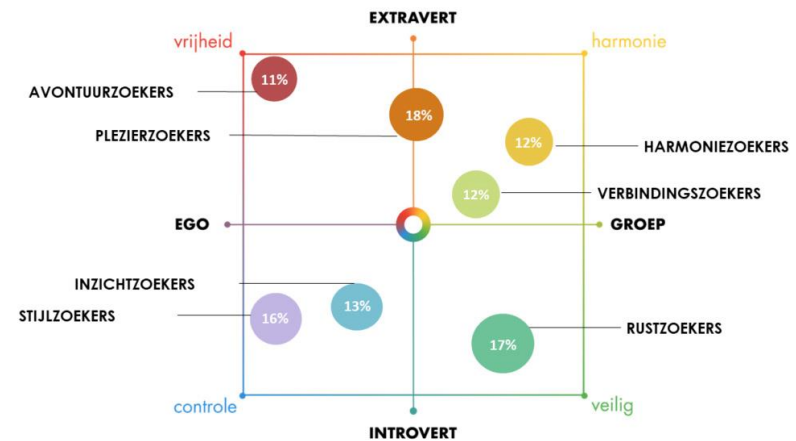 EXTRAVERT
vrijheid
harmonie
11%
AVONTUURZOEKERS
18%
PLEZIERZOEKERS
12%
HARMONIEZOEKERS
12%
VERBINDINGSZOEKERS
EGO
GROEP
INZICHTZOEKERS
13%
STIJLZOEKERS
16%
RUSTZOEKERS
17%
controle
veilig
INTROVERT